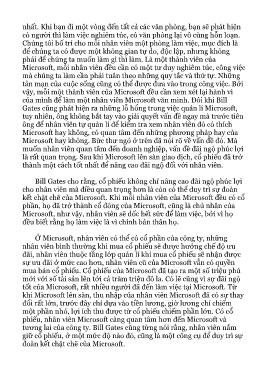 nhất. Khi bạn đi một vòng đến tất cả các văn phòng, bạn sẽ phát hiện
có người thì làm việc nghiêm túc, có văn phòng lại vô cùng hỗn loạn.
Chúng tôi bố trí cho mỗi nhân viên một phòng làm việc, mục đích là
để chúng ta có được một không gian tự do, độc lập, nhưng không
phải để chúng ta muốn làm gì thì làm. Là một thành viên của
Microsoft, mỗi nhân viên đều cần có một tư duy nghiêm túc, công việc
mà chúng ta làm cần phải tuân theo những quy tắc và thứ tự. Những
tản mạn của cuộc sống cũng có thể được đưa vào trong công việc. Bởi
vậy, mỗi một thành viên của Microsoft đều cần xem xét lại hành vi
của mình để làm một nhân viên Microsoft văn minh. Đôi khi Bill
Gates cũng phát hiện ra những lỗ hổng trong việc quản lí Microsoft,
tuy nhiên, ông không bắt tay vào giải quyết vấn đề ngay mà trước tiên
ông để nhân viên tự quản lí để kiểm tra xem nhân viên đó có thích
Microsoft hay không, có quan tâm đến những phương pháp hay của
Microsoft hay không. Bức thư ngỏ ở trên đã nói rõ về vấn đề đó. Mà
muốn nhân viên quan tâm đến doanh nghiệp, vấn đề đãi ngộ phúc lợi
là rất quan trọng. Sau khi Microsoft lên sàn giao dịch, cổ phiếu đã trở
thành một cách tốt nhất để nâng cao đãi ngộ đối với nhân viên.
Bill Gates cho rằng, cổ phiếu không chỉ nâng cao đãi ngộ phúc lợi
cho nhân viên mà điều quan trọng hơn là còn có thể duy trì sự đoàn
kết chặt chẽ của Microsoft. Khi mỗi nhân viên của Microsoft đều có cổ
phần, họ đã trở thành cổ đông của Microsoft, cũng là chủ nhân của
Microsoft, như vậy, nhân viên sẽ dốc hết sức để làm việc, bởi vì họ
đều biết rằng họ làm việc là vì chính bản thân họ.
Ở Microsoft, nhân viên có thể có cổ phần của công ty, những
nhân viên bình thường khi mua cổ phiếu sẽ được hưởng chế độ ưu
đãi, nhân viên thuộc tầng lớp quản lí khi mua cổ phiếu sẽ nhận được
sự ưu đãi ở mức cao hơn, nhân viên cũ của Microsoft vẫn có quyền
mua bán cổ phiếu. Cổ phiếu của Microsoft đã tạo ra một số triệu phú
mới với số tài sản lên tới cả trăm triệu đô la. Có lẽ cũng vì sự đãi ngộ
tốt của Microsoft, rất nhiều người đã đến làm việc tại Microsoft. Từ
khi Microsoft lên sàn, thu nhập của nhân viên Microsoft đã có sự thay
đổi rất lớn, trước đây chỉ dựa vào tiền lương, giờ lương chỉ chiếm
một phần nhỏ, lợi ích thu được từ cổ phiếu chiếm phần lớn. Có cổ
phiếu, nhân viên Microsoft càng quan tâm hơn đến Microsoft và
tương lai của công ty. Bill Gates cũng từng nói rằng, nhân viên nắm
giữ cổ phiếu, ở một mức độ nào đó, cũng là một công cụ để duy trì sự
đoàn kết chặt chẽ của Microsoft.